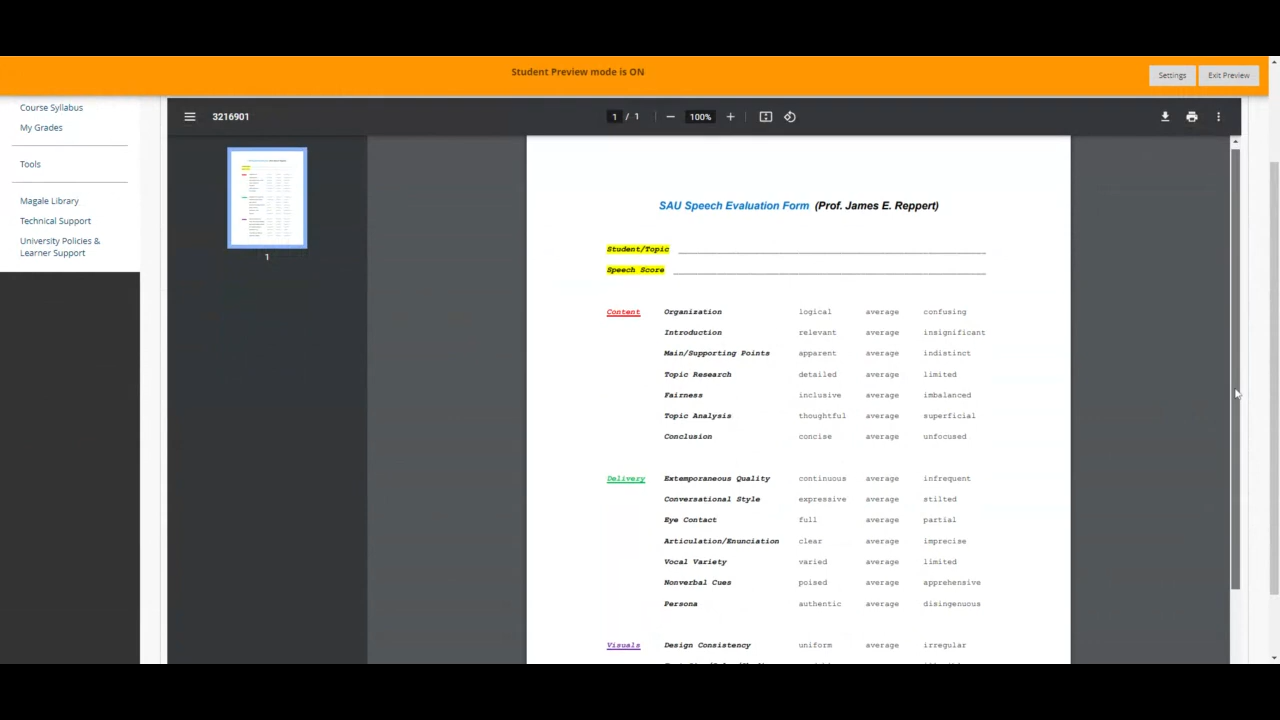 Student Preview mode is ON
Settings
Exit Preview
Course Syllabus
My Grades
Tools
Magale Library
Technical Support
University Policies &
Learner Support
3216901
1 / 1
100%
1
SAU Speech Evaluation Form (Prof. James E. Reppert)
Student/Topic
Speech Score
Content Organization logical average confusing
Introduction relevant average insignificant
Main/Supporting Points apparent average indistinct
Topic Research detailed average limited
Fairness inclusive average imbalanced
Topic Analysis thoughtful average superficial
Conclusion concise average unfocused
Delivery Extemporaneous Quality continuous average infrequent
Conversational Style expressive average stilted
Eye Contact full average partial
Articulation/Enunciation clear average imprecise
Vocal Variety varied average limited
Nonverbal Cues poised average apprehensive
Persona authentic average disingenuous
Visuals Design Consistency uniform average irregular